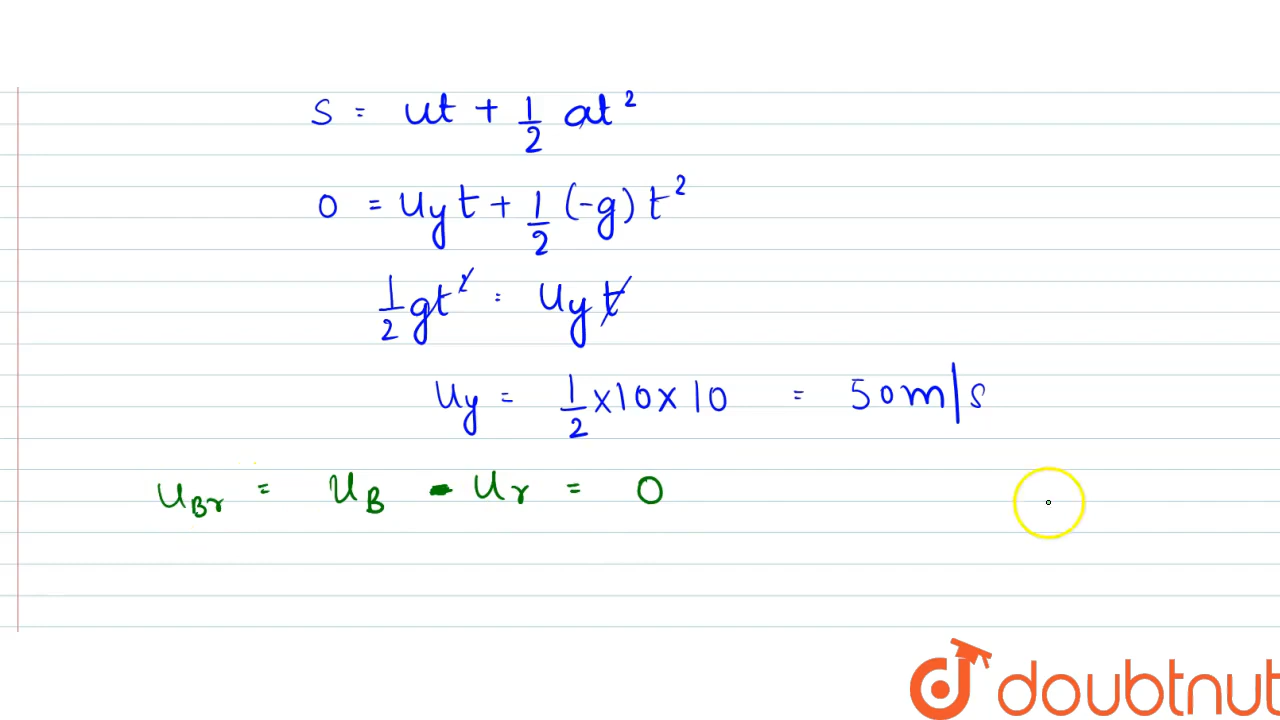 S = ut + 1/2 at²
0 = uyt + 1/2 (-g) t²
1/2 gt² = uy t
uy = 1/2 × 10 × 10 = 50 m/s
uBr = uB - ur = 0
doubtnut